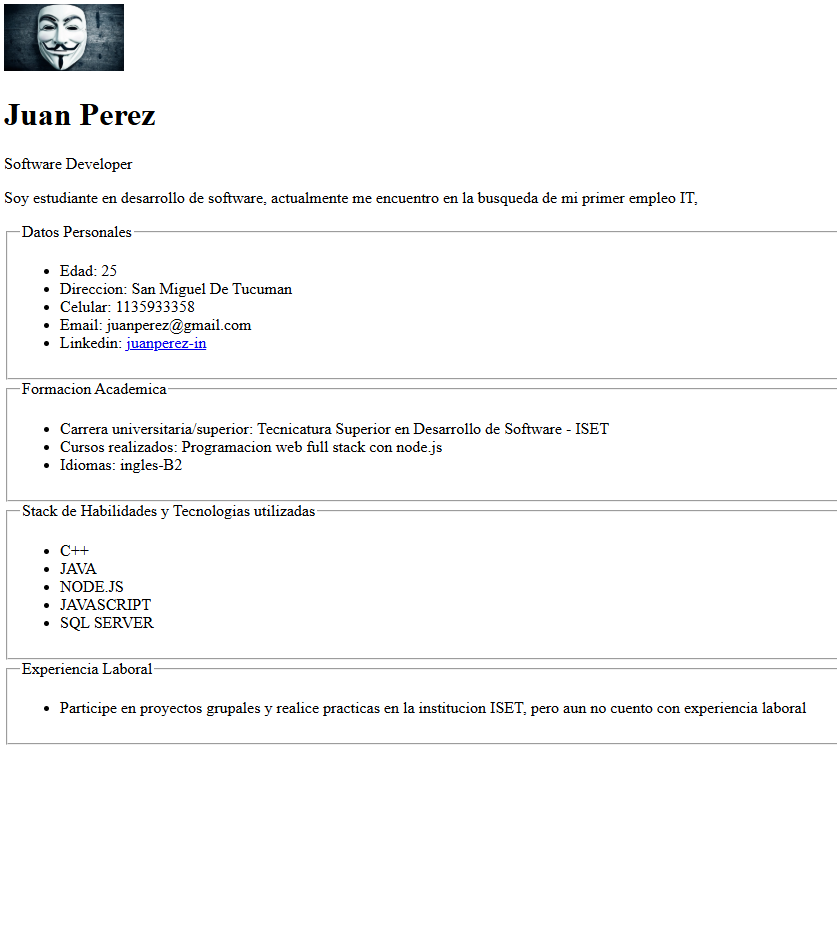 Juan Perez
Software Developer
Soy estudiante en desarrollo de software, actualmente me encuentro en la busqueda de mi primer empleo IT,
Datos Personales
Edad: 25
Direccion: San Miguel De Tucuman
Celular: 1135933358
Email: juanperez@gmail.com
Linkedin: juanperez-in
Formacion Academica
Carrera universitaria/superior: Tecnicatura Superior en Desarrollo de Software - ISET
Cursos realizados: Programacion web full stack con node.js
Idiomas: ingles-B2
Stack de Habilidades y Tecnologias utilizadas
C++
JAVA
NODE.JS
JAVASCRIPT
SQL SERVER
Experiencia Laboral
Participe en proyectos grupales y realice practicas en la institucion ISET, pero aun no cuento con experiencia laboral